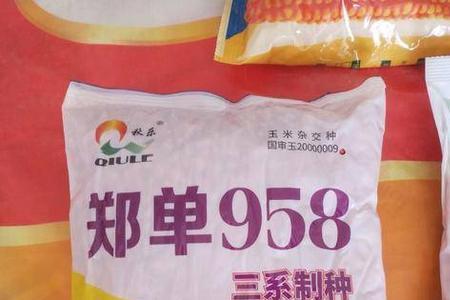 秋乐®
QIULE
玉米杂交种
国审玉20000009
郑单958
三系制种